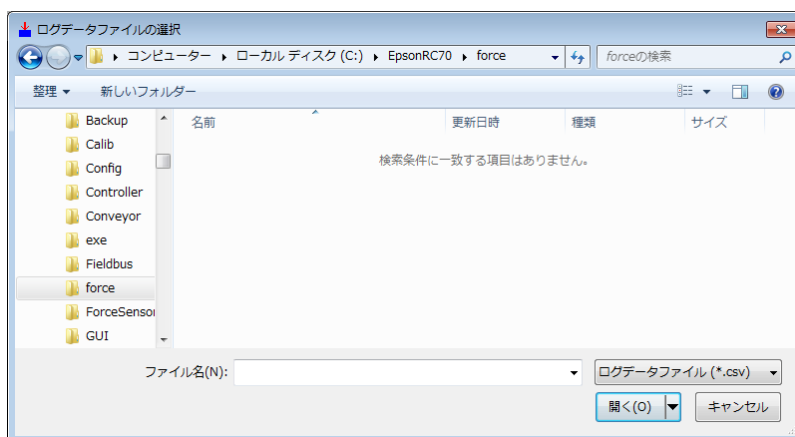 ログデータファイルの選択
コンピューター ▸ ローカル ディスク (C:) ▸ EpsonRC70 ▸ force
forceの検索
整理 新しいフォルダー
名前 更新日時 種類 サイズ
検索条件に一致する項目はありません。
Backup
Calib
Config
Controller
Conveyor
exe
Fieldbus
force
ForceSensor
GUI
ファイル名(N):
ログデータファイル (*.csv)
開く(O) キャンセル